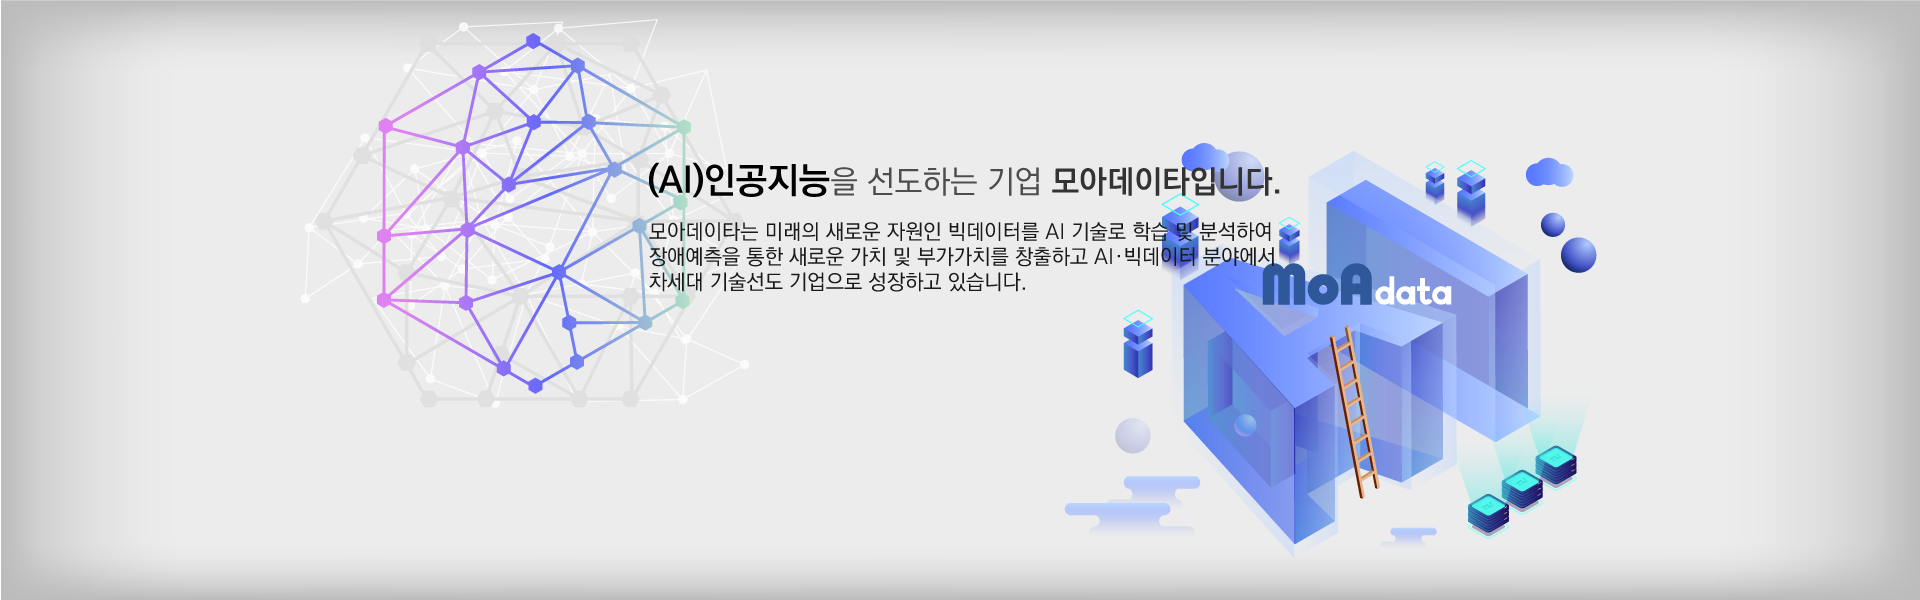 (AI)인공지능을 선도하는 기업 모아데이타입니다.
모아데이타는 미래의 새로운 자원인 빅데이터를 AI 기술로 학습 및 분석하여
장애예측을 통한 새로운 가치 및 부가가치를 창출하고 AI·빅데이터 분야에서
차세대 기술선도 기업으로 성장하고 있습니다.
MoAdata